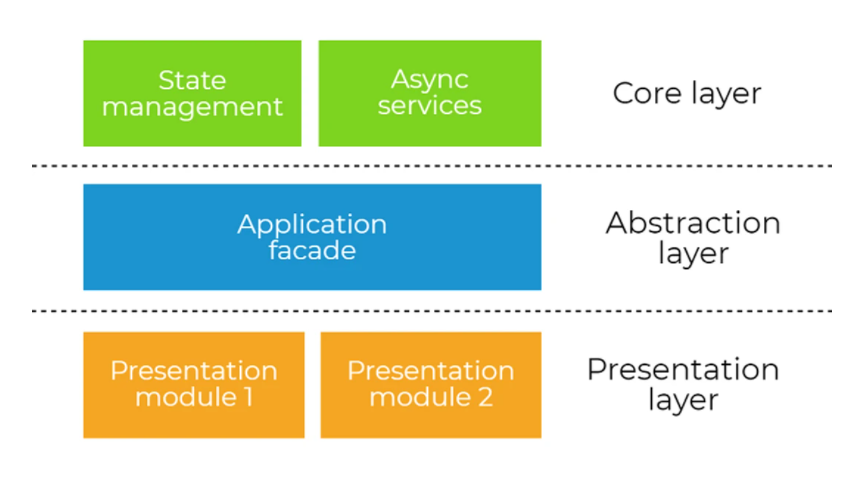 State
management
Async
services
Core layer
Application
facade
Abstraction
layer
Presentation
module 1
Presentation
module 2
Presentation
layer